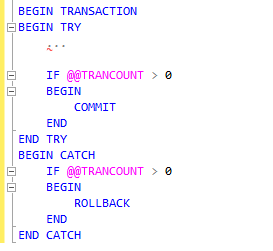 BEGIN TRANSACTION
BEGIN TRY
...
IF @@TRANCOUNT > 0
BEGIN
COMMIT
END
END TRY
BEGIN CATCH
IF @@TRANCOUNT > 0
BEGIN
ROLLBACK
END
END CATCH